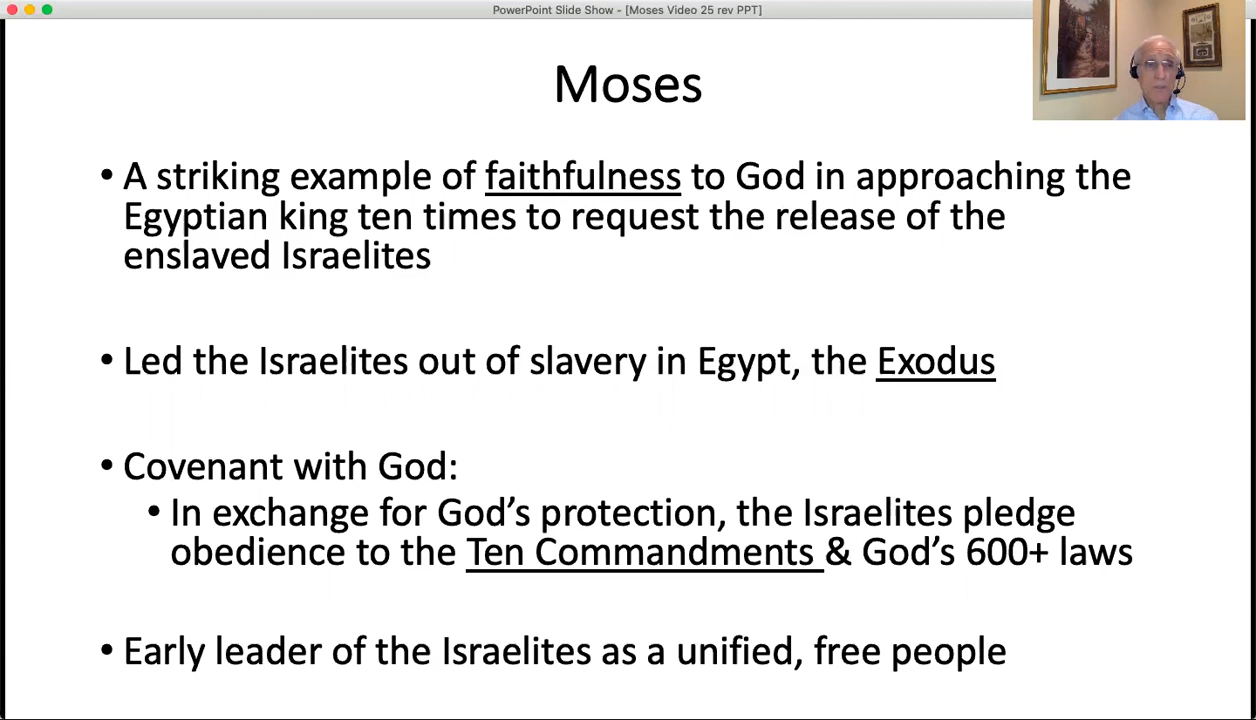 PowerPoint Slide Show - [Moses Video 25 rev PPT]
Moses
• A striking example of faithfulness to God in approaching the
Egyptian king ten times to request the release of the
enslaved Israelites
• Led the Israelites out of slavery in Egypt, the Exodus
• Covenant with God:
• In exchange for God’s protection, the Israelites pledge
obedience to the Ten Commandments & God’s 600+ laws
• Early leader of the Israelites as a unified, free people